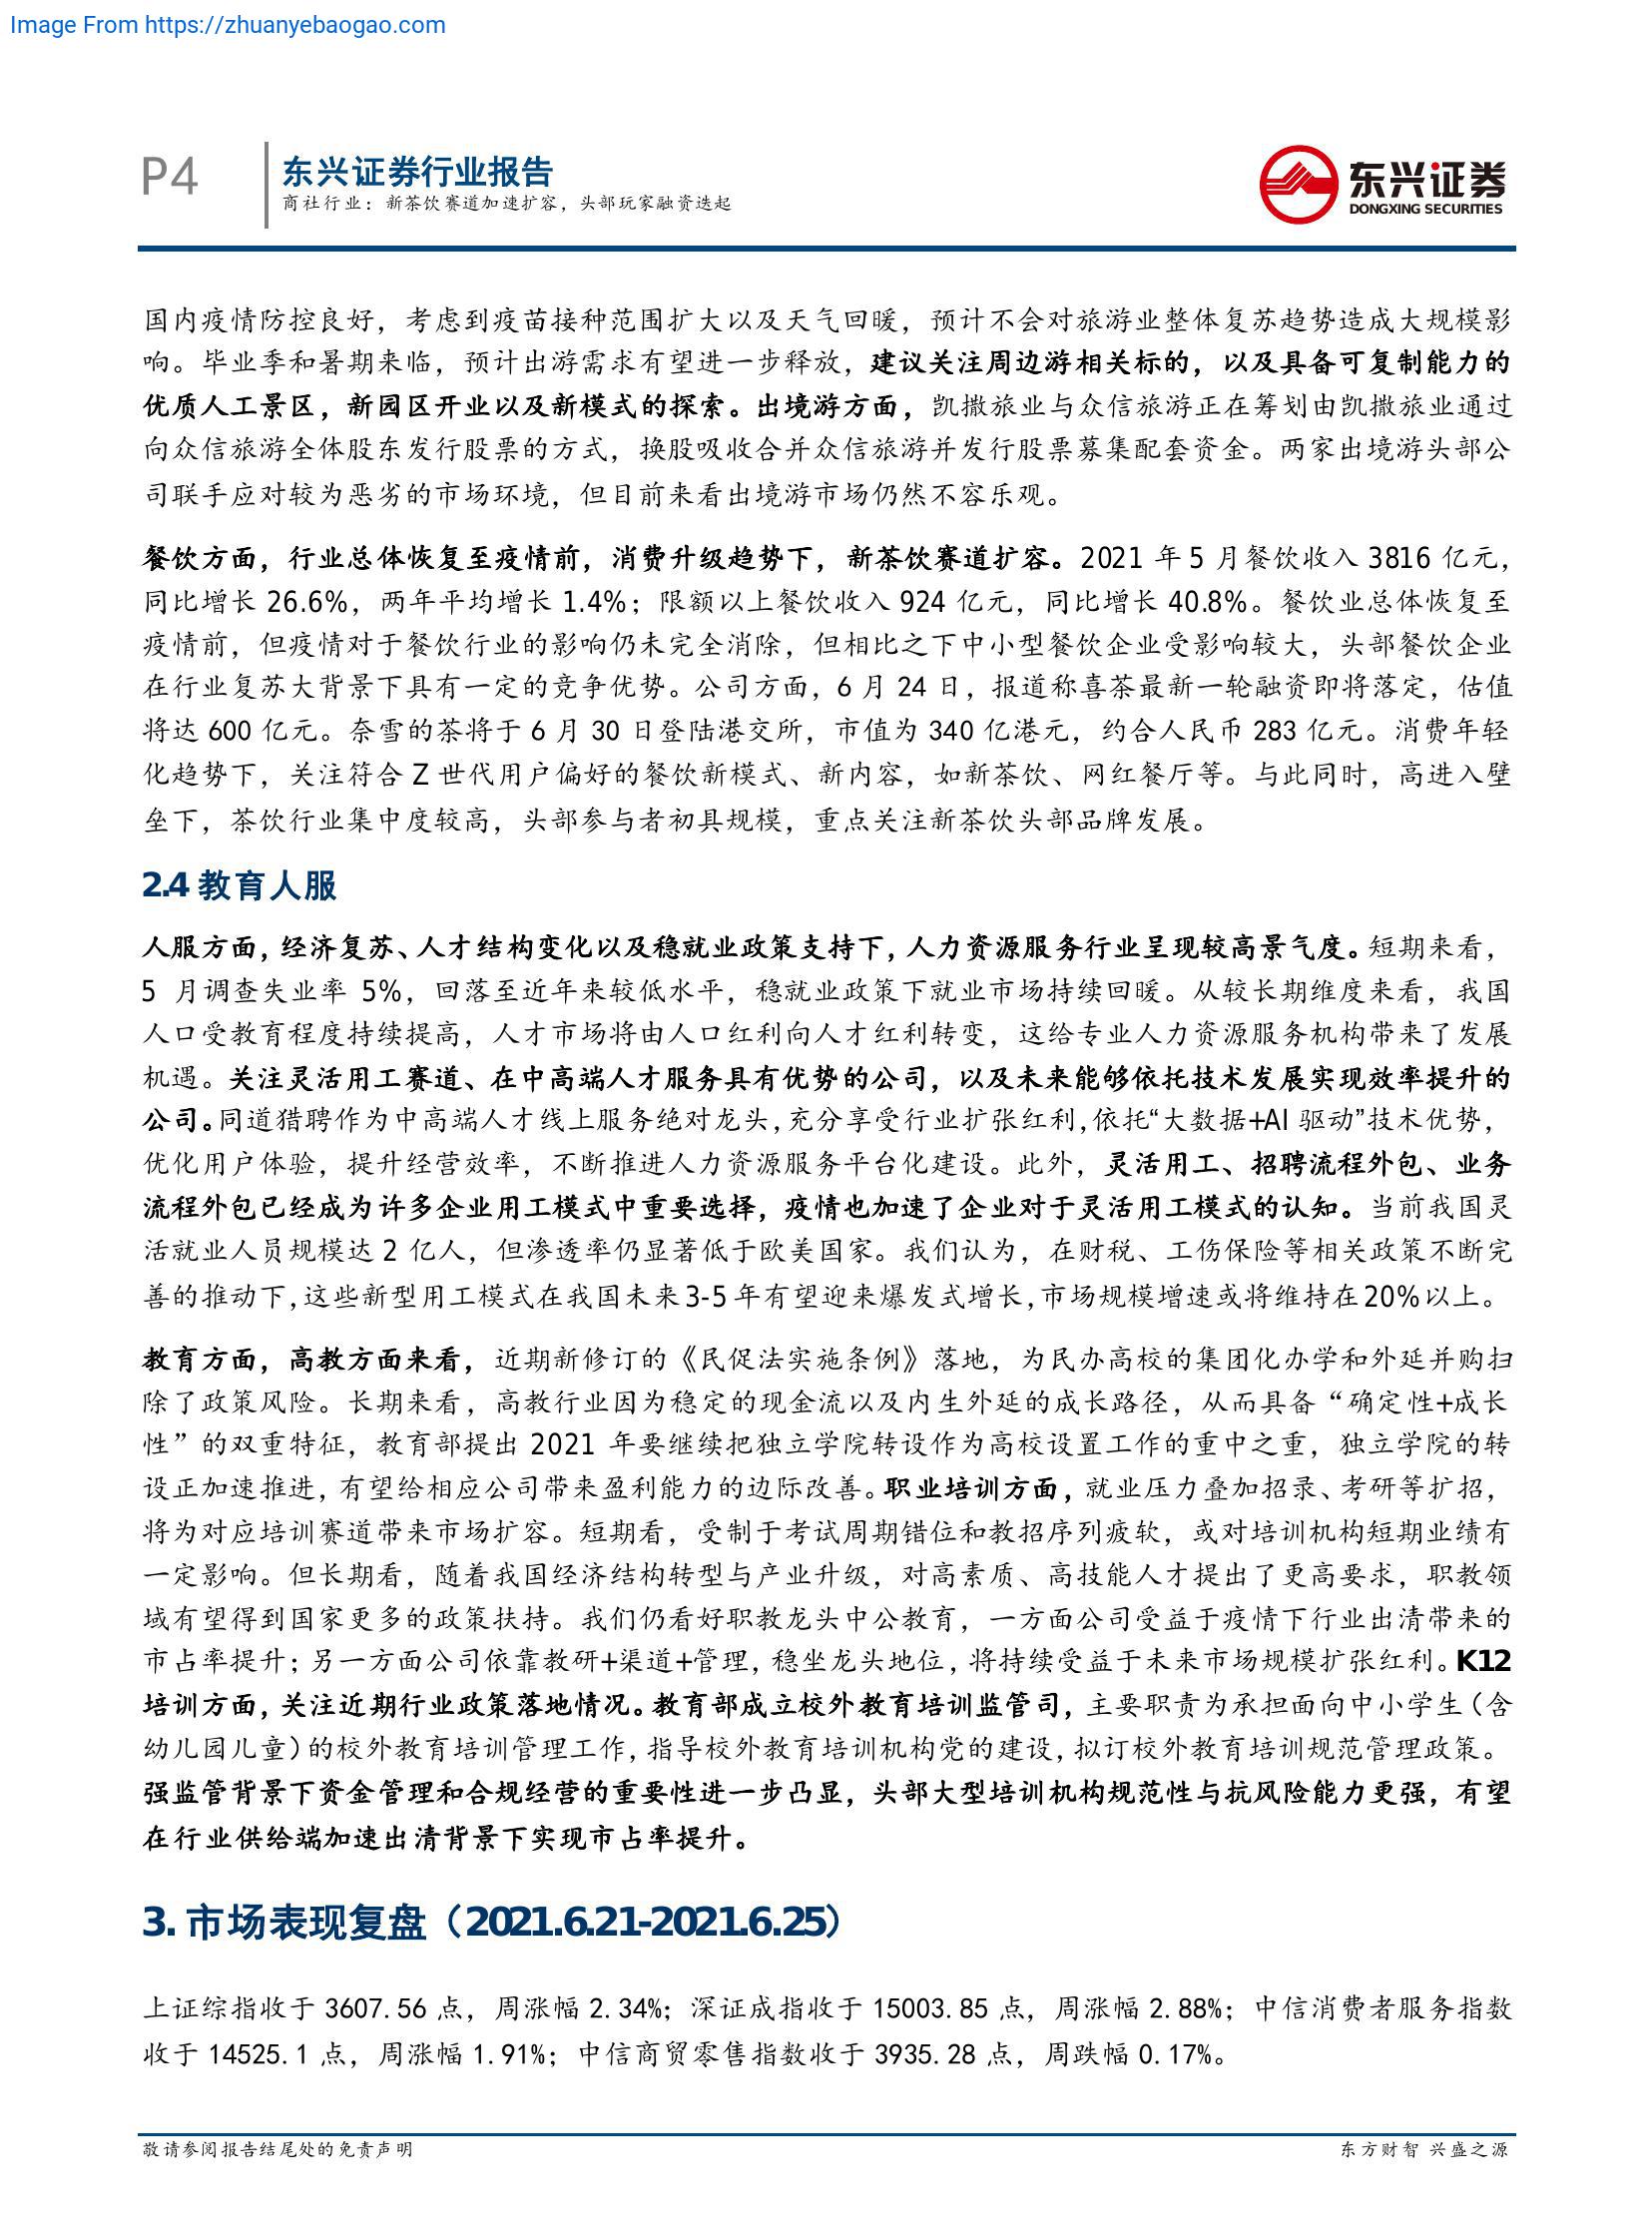 Image From https://zhuanyebaogao.com
P4
东兴证券行业报告
商社行业：新茶饮赛道加速扩容，头部玩家融资迭起
东兴证券
DONGXING SECURITIES
国内疫情防控良好，考虑到疫苗接种范围扩大以及天气回暖，预计不会对旅游业整体复苏趋势造成大规模影
响。毕业季和暑期来临，预计出游需求有望进一步释放，建议关注周边游相关标的，以及具备可复制能力的
优质人工景区，新园区开业以及新模式的探索。出境游方面，凯撒旅业与众信旅游正在筹划由凯撒旅业通过
向众信旅游全体股东发行股票的方式，换股吸收合并众信旅游并发行股票募集配套资金。两家出境游头部公
司联手应对较为恶劣的市场环境，但目前来看出境游市场仍然不容乐观。
餐饮方面，行业总体恢复至疫情前，消费升级趋势下，新茶饮赛道扩容。2021 年 5 月餐饮收入 3816 亿元，
同比增长 26.6%，两年平均增长 1.4%；限额以上餐饮收入 924 亿元，同比增长 40.8%。餐饮业总体恢复至
疫情前，但疫情对于餐饮行业的影响仍未完全消除，但相比之下中小型餐饮企业受影响较大，头部餐饮企业
在行业复苏大背景下具有一定的竞争优势。公司方面，6 月 24 日，报道称喜茶最新一轮融资即将落定，估值
将达 600 亿元。奈雪的茶将于 6 月 30 日登陆港交所，市值为 340 亿港元，约合人民币 283 亿元。消费年轻
化趋势下，关注符合 Z 世代用户偏好的餐饮新模式、新内容，如新茶饮、网红餐厅等。与此同时，高进入壁
垒下，茶饮行业集中度较高，头部参与者初具规模，重点关注新茶饮头部品牌发展。
2.4 教育人服
人服方面，经济复苏、人才结构变化以及稳就业政策支持下，人力资源服务行业呈现较高景气度。短期来看，
5 月调查失业率 5%，回落至近年来较低水平，稳就业政策下就业市场持续回暖。从较长期维度来看，我国
人口受教育程度持续提高，人才市场将由人口红利向人才红利转变，这给专业人力资源服务机构带来了发展
机遇。关注灵活用工赛道、在中高端人才服务具有优势的公司，以及未来能够依托技术发展实现效率提升的
公司。同道猎聘作为中高端人才线上服务绝对龙头，充分享受行业扩张红利，依托“大数据+AI 驱动”技术优势，
优化用户体验，提升经营效率，不断推进人力资源服务平台化建设。此外，灵活用工、招聘流程外包、业务
流程外包已经成为许多企业用工模式中重要选择，疫情也加速了企业对于灵活用工模式的认知。当前我国灵
活就业人员规模达 2 亿人，但渗透率仍显著低于欧美国家。我们认为，在财税、工伤保险等相关政策不断完
善的推动下，这些新型用工模式在我国未来 3-5 年有望迎来爆发式增长，市场规模增速或将维持在 20%以上。
教育方面，高教方面来看，近期新修订的《民促法实施条例》落地，为民办高校的集团化办学和外延并购扫
除了政策风险。长期来看，高教行业因为稳定的现金流以及内生外延的成长路径，从而具备“确定性+成长
性”的双重特征，教育部提出 2021 年要继续把独立学院转设作为高校设置工作的重中之重，独立学院的转
设正加速推进，有望给相应公司带来盈利能力的边际改善。职业培训方面，就业压力叠加招录、考研等扩招，
将为对应培训赛道带来市场扩容。短期看，受制于考试周期错位和教招序列疲软，或对培训机构短期业绩有
一定影响。但长期看，随着我国经济结构转型与产业升级，对高素质、高技能人才提出了更高要求，职教领
域有望得到国家更多的政策扶持。我们仍看好职教龙头中公教育，一方面公司受益于疫情下行业出清带来的
市占率提升；另一方面公司依靠教研+渠道+管理，稳坐龙头地位，将持续受益于未来市场规模扩张红利。K12
培训方面，关注近期行业政策落地情况。教育部成立校外教育培训监管司，主要职责为承担面向中小学生（含
幼儿园儿童）的校外教育培训管理工作，指导校外教育培训机构党的建设，拟订校外教育培训规范管理政策。
强监管背景下资金管理和合规经营的重要性进一步凸显，头部大型培训机构规范性与抗风险能力更强，有望
在行业供给端加速出清背景下实现市占率提升。
3. 市场表现复盘（2021.6.21-2021.6.25）
上证综指收于 3607.56 点，周涨幅 2.34%；深证成指收于 15003.85 点，周涨幅 2.88%；中信消费者服务指数
收于 14525.1 点，周涨幅 1.91%；中信商贸零售指数收于 3935.28 点，周跌幅 0.17%。
敬请参阅报告结尾处的免责声明
东方财智 兴盛之源